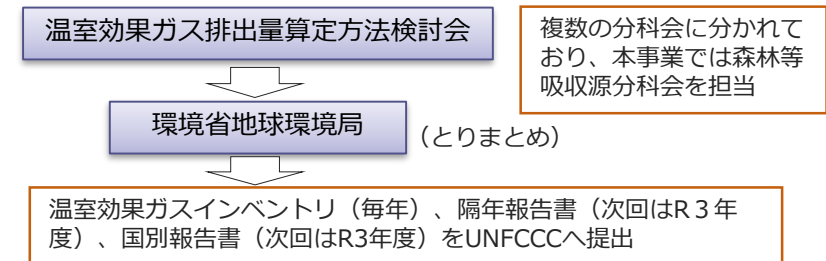 温室効果ガス排出量算定方法検討会
複数の分科会に分かれて
おり、本事業では森林等
吸収源分科会を担当
環境省地球環境局
（とりまとめ）
温室効果ガスインベントリ（毎年）、隔年報告書（次回はR３年
度）、国別報告書（次回はR3年度）をUNFCCCへ提出